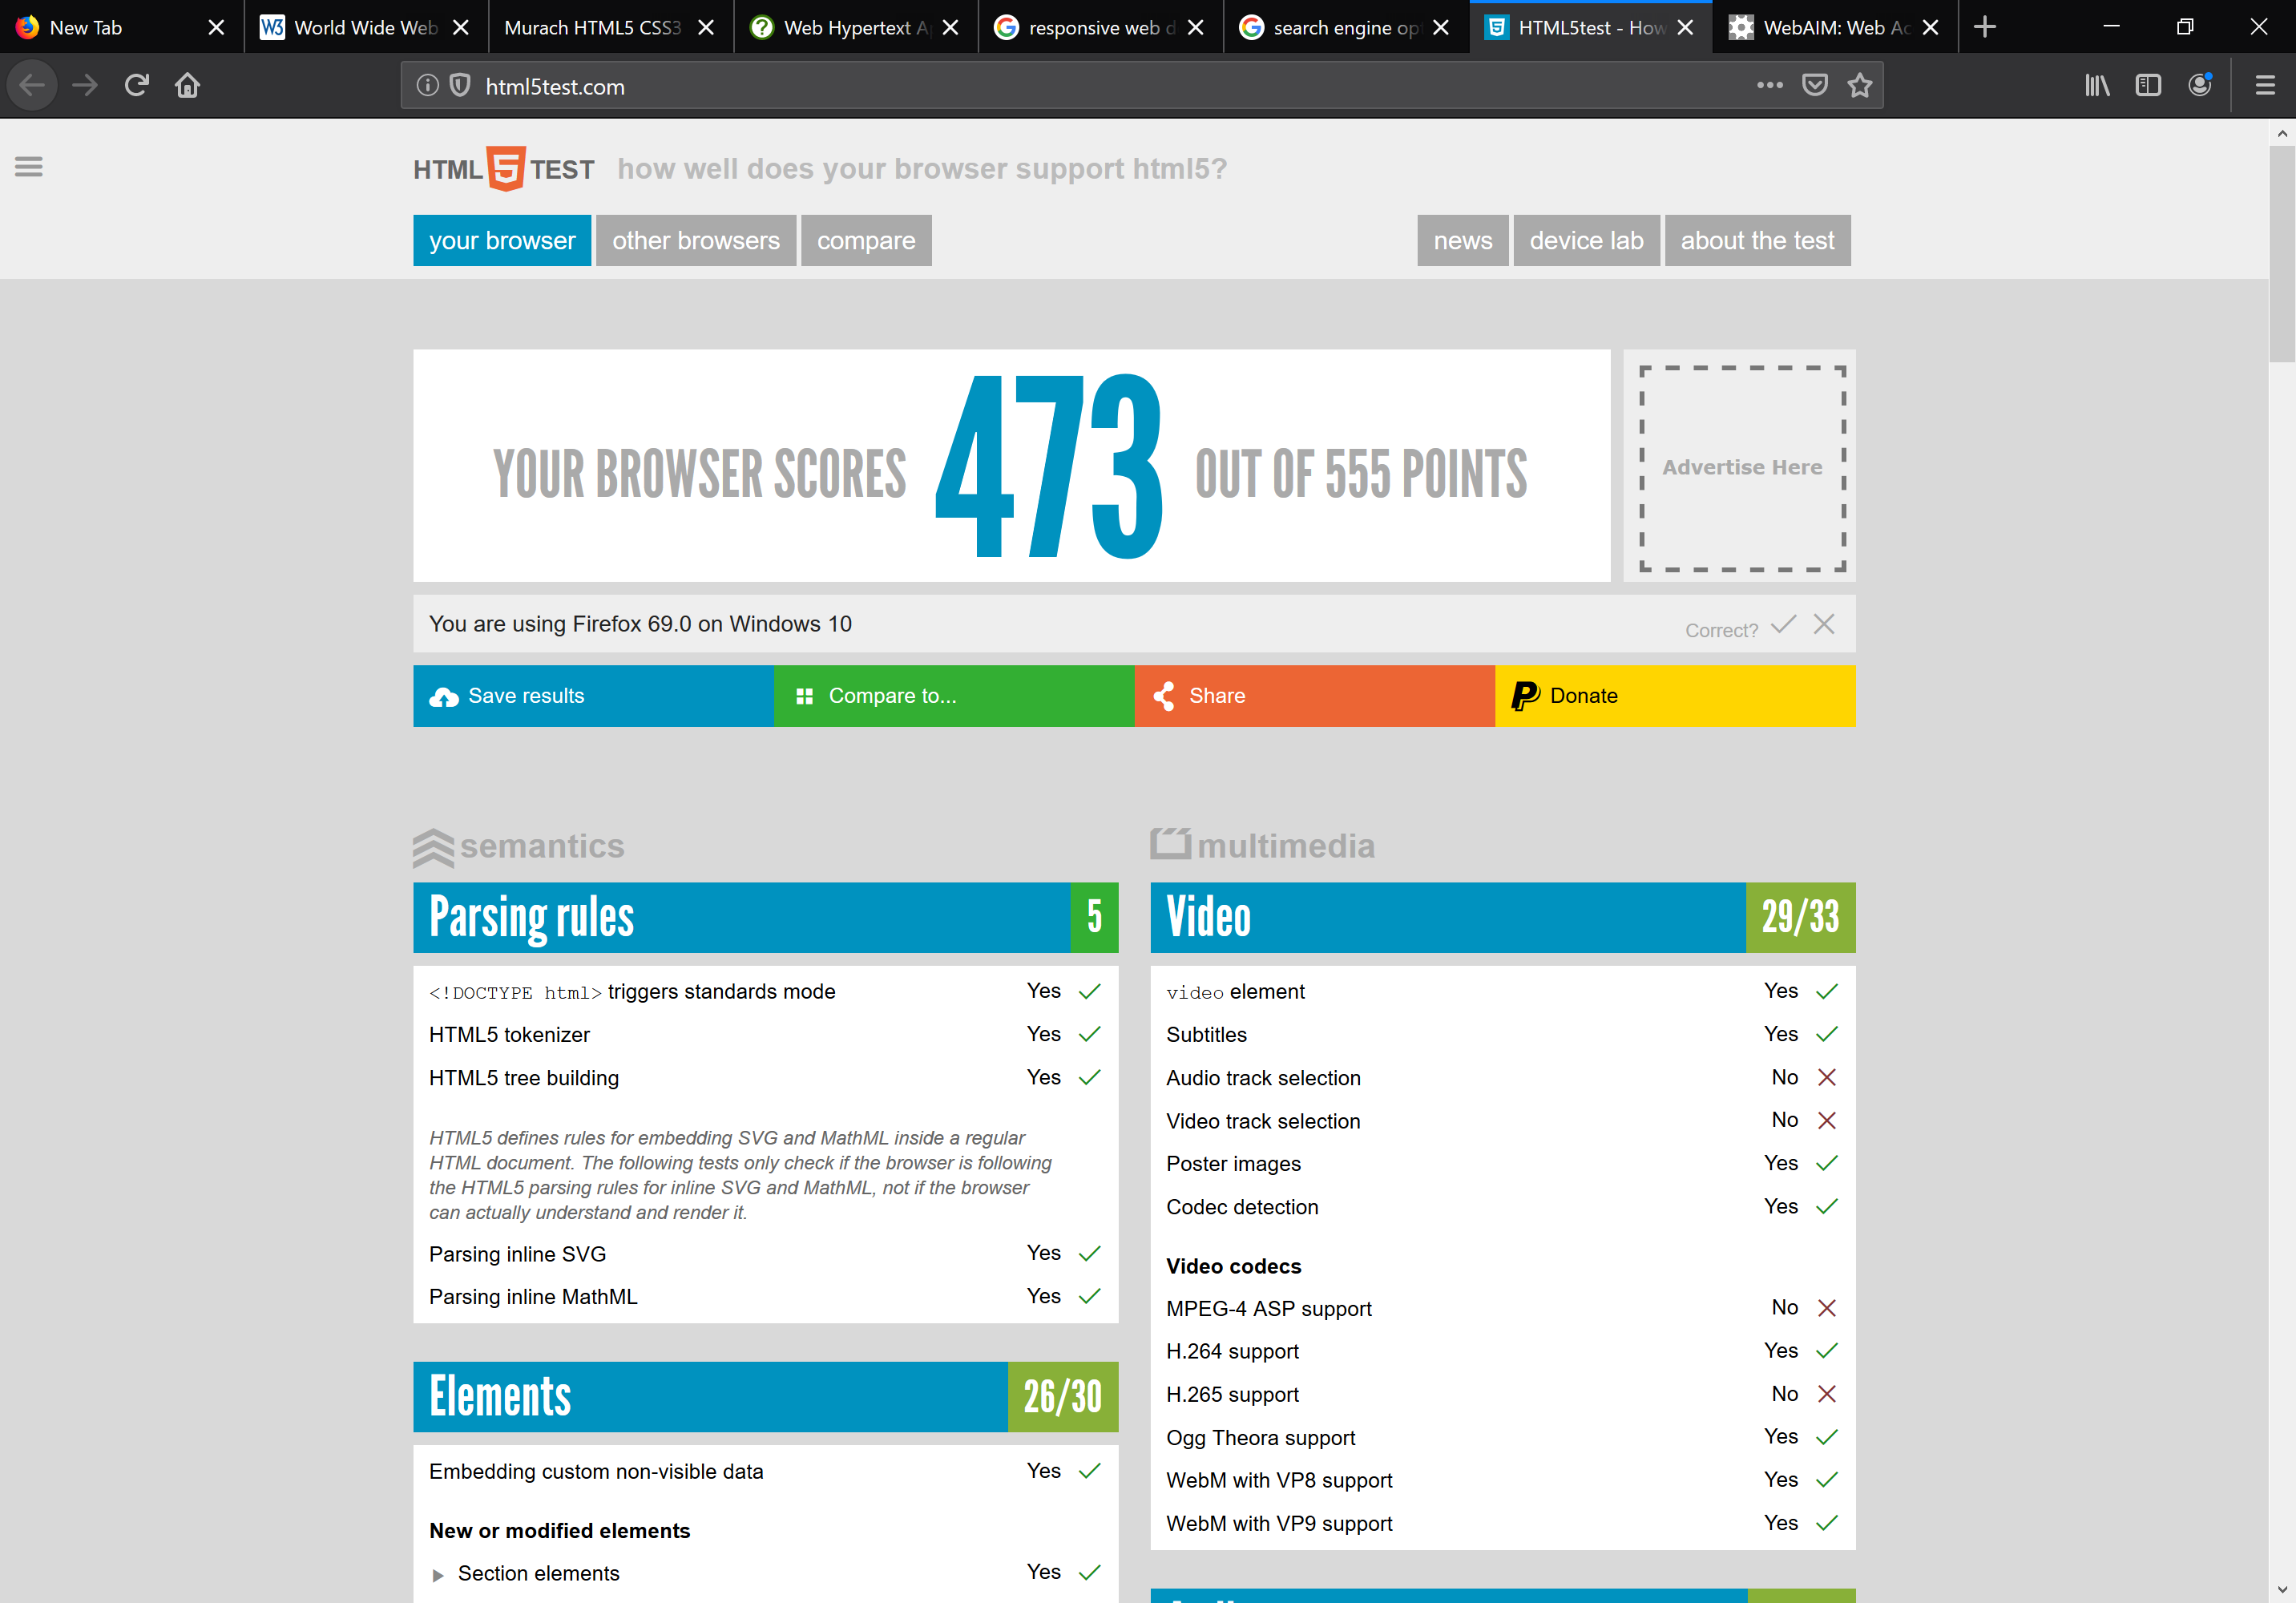 New Tab
World Wide Web
Murach HTML5 CSS3
Web Hypertext Ap
responsive web d
search engine opt
HTML5test - How
WebAIM: Web Ac
html5test.com
HTML 5 TEST how well does your browser support html5?
your browser
other browsers
compare
news
device lab
about the test
YOUR BROWSER SCORES 473 OUT OF 555 POINTS
Advertise Here
You are using Firefox 69.0 on Windows 10
Correct?
Save results
Compare to...
Share
Donate
semantics
Parsing rules 5
<!DOCTYPE html> triggers standards mode Yes
HTML5 tokenizer Yes
HTML5 tree building Yes
HTML5 defines rules for embedding SVG and MathML inside a regular
HTML document. The following tests only check if the browser is following
the HTML5 parsing rules for inline SVG and MathML, not if the browser
can actually understand and render it.
Parsing inline SVG Yes
Parsing inline MathML Yes
Elements 26/30
Embedding custom non-visible data Yes
New or modified elements
Section elements Yes
multimedia
Video 29/33
video element Yes
Subtitles Yes
Audio track selection No
Video track selection No
Poster images Yes
Codec detection Yes
Video codecs
MPEG-4 ASP support No
H.264 support Yes
H.265 support No
Ogg Theora support Yes
WebM with VP8 support Yes
WebM with VP9 support Yes